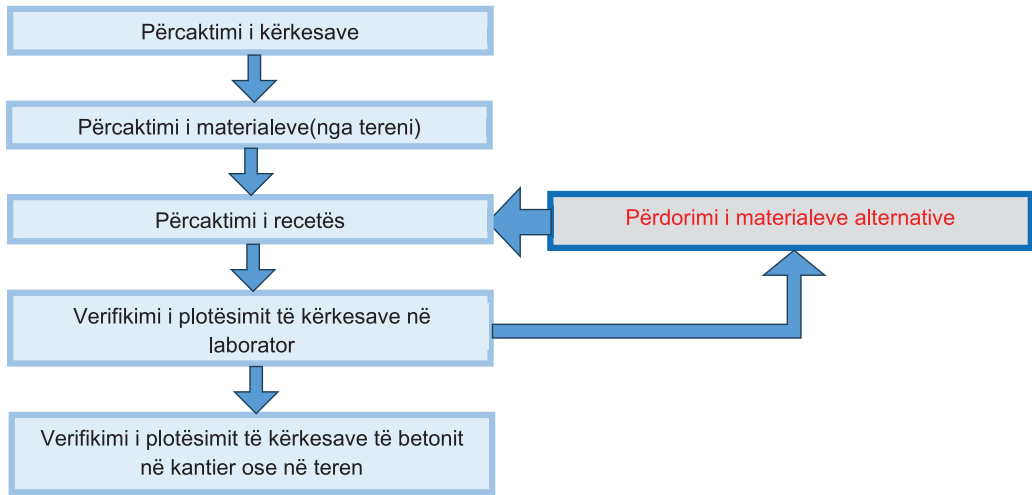 Përcaktimi i kërkesave
Përcaktimi i materialeve(nga tereni)
Përcaktimi i recetës
Përdorimi i materialeve alternative
Verifikimi i plotësimit të kërkesave në
laborator
Verifikimi i plotësimit të kërkesave të betonit
në kantier ose në teren